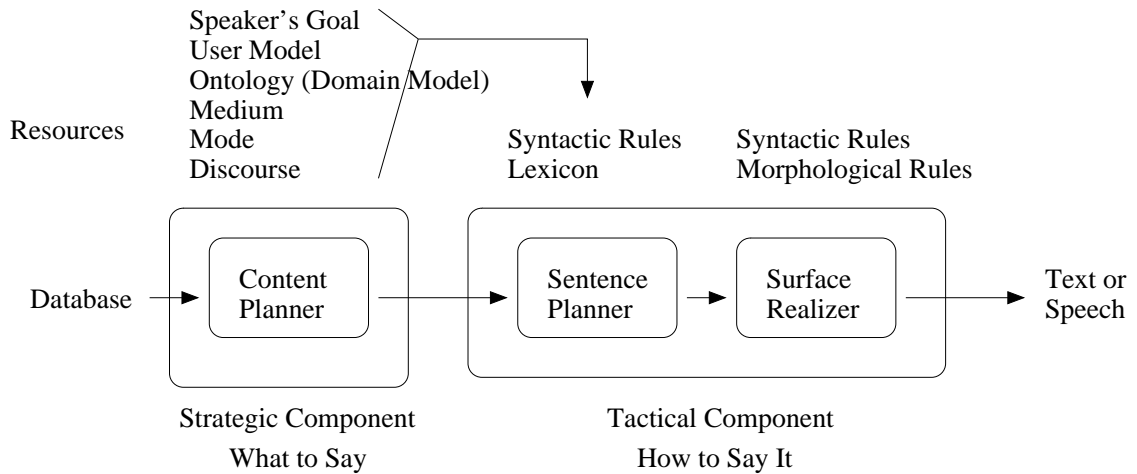 Speaker's Goal
User Model
Ontology (Domain Model)
Medium
Mode
Discourse
Resources
Syntactic Rules
Lexicon
Syntactic Rules
Morphological Rules
Database
Content
Planner
Sentence
Planner
Surface
Realizer
Text or
Speech
Strategic Component
What to Say
Tactical Component
How to Say It